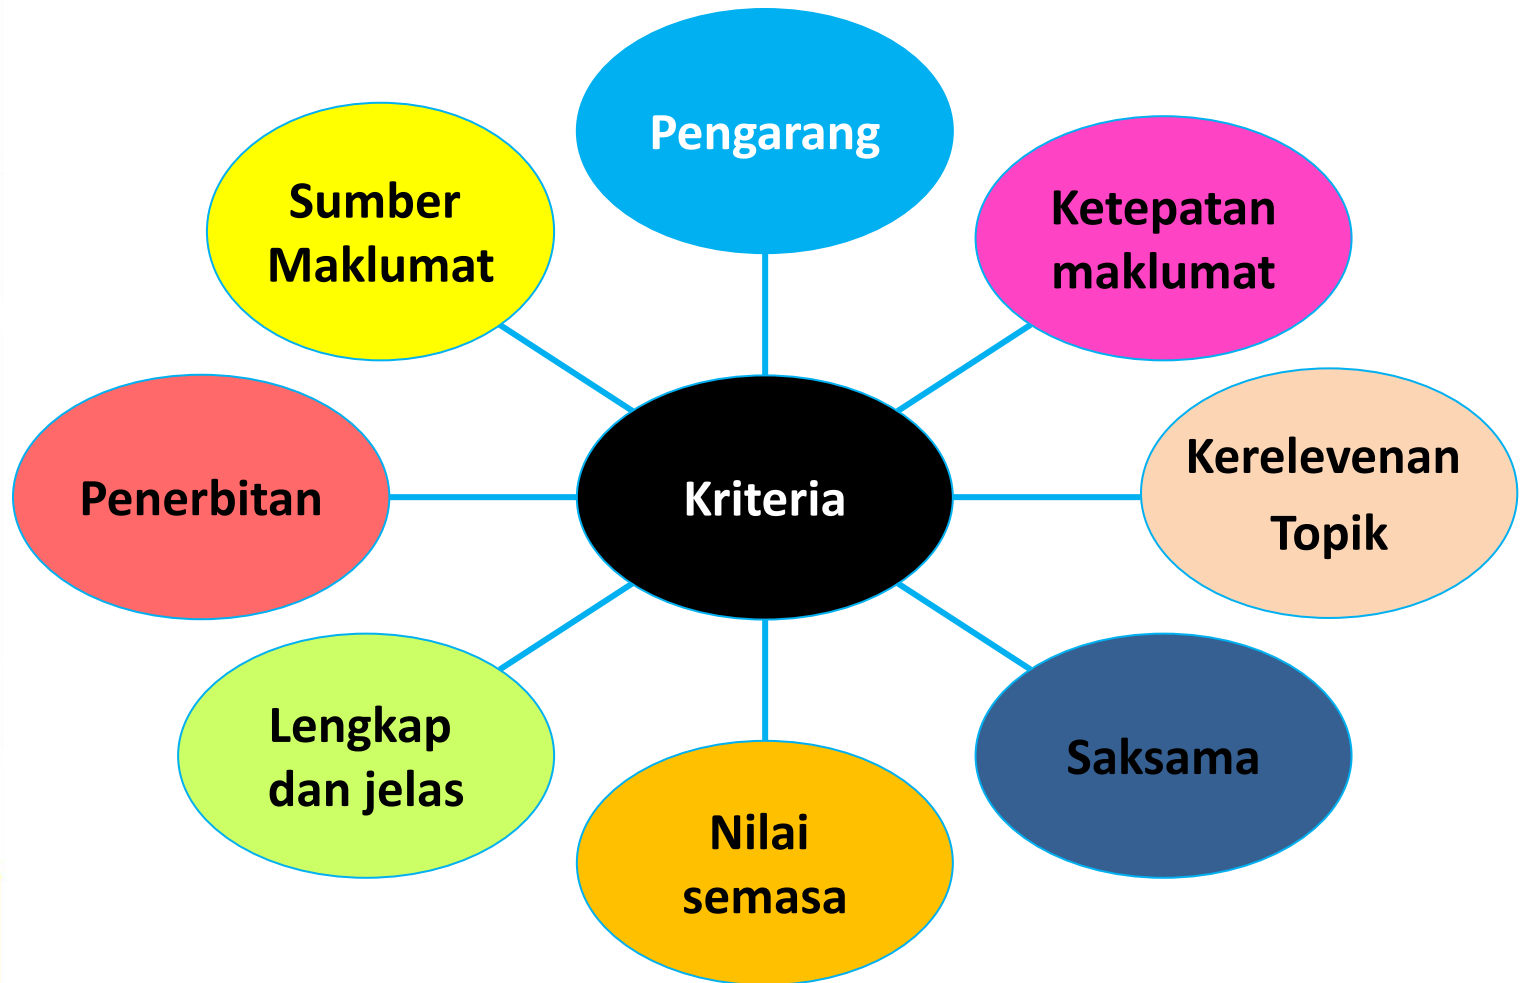 Pengarang
Sumber
Maklumat
Ketepatan
maklumat
Penerbitan
Kriteria
Kerelevenan
Topik
Lengkap
dan jelas
Saksama
Nilai
semasa